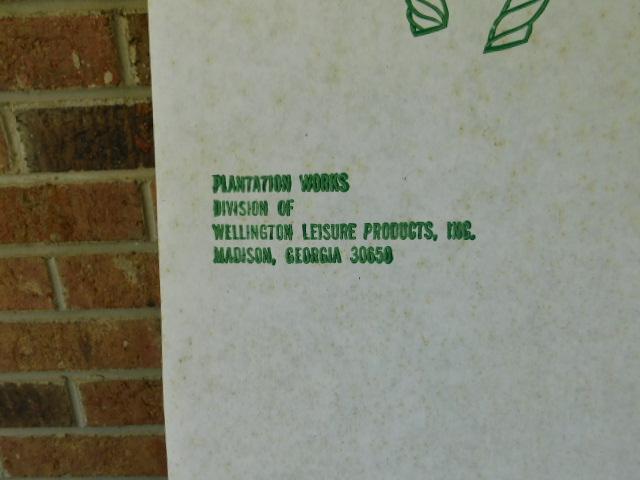 PLANTATION WORKS
DIVISION OF
WELLINGTON LEISURE PRODUCTS, INC.
MADISON, GEORGIA 30650